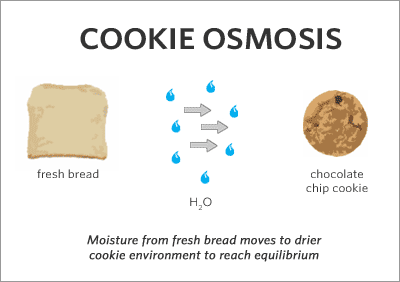 COOKIE OSMOSIS
fresh bread
H₂O
chocolate
chip cookie
Moisture from fresh bread moves to drier
cookie environment to reach equilibrium